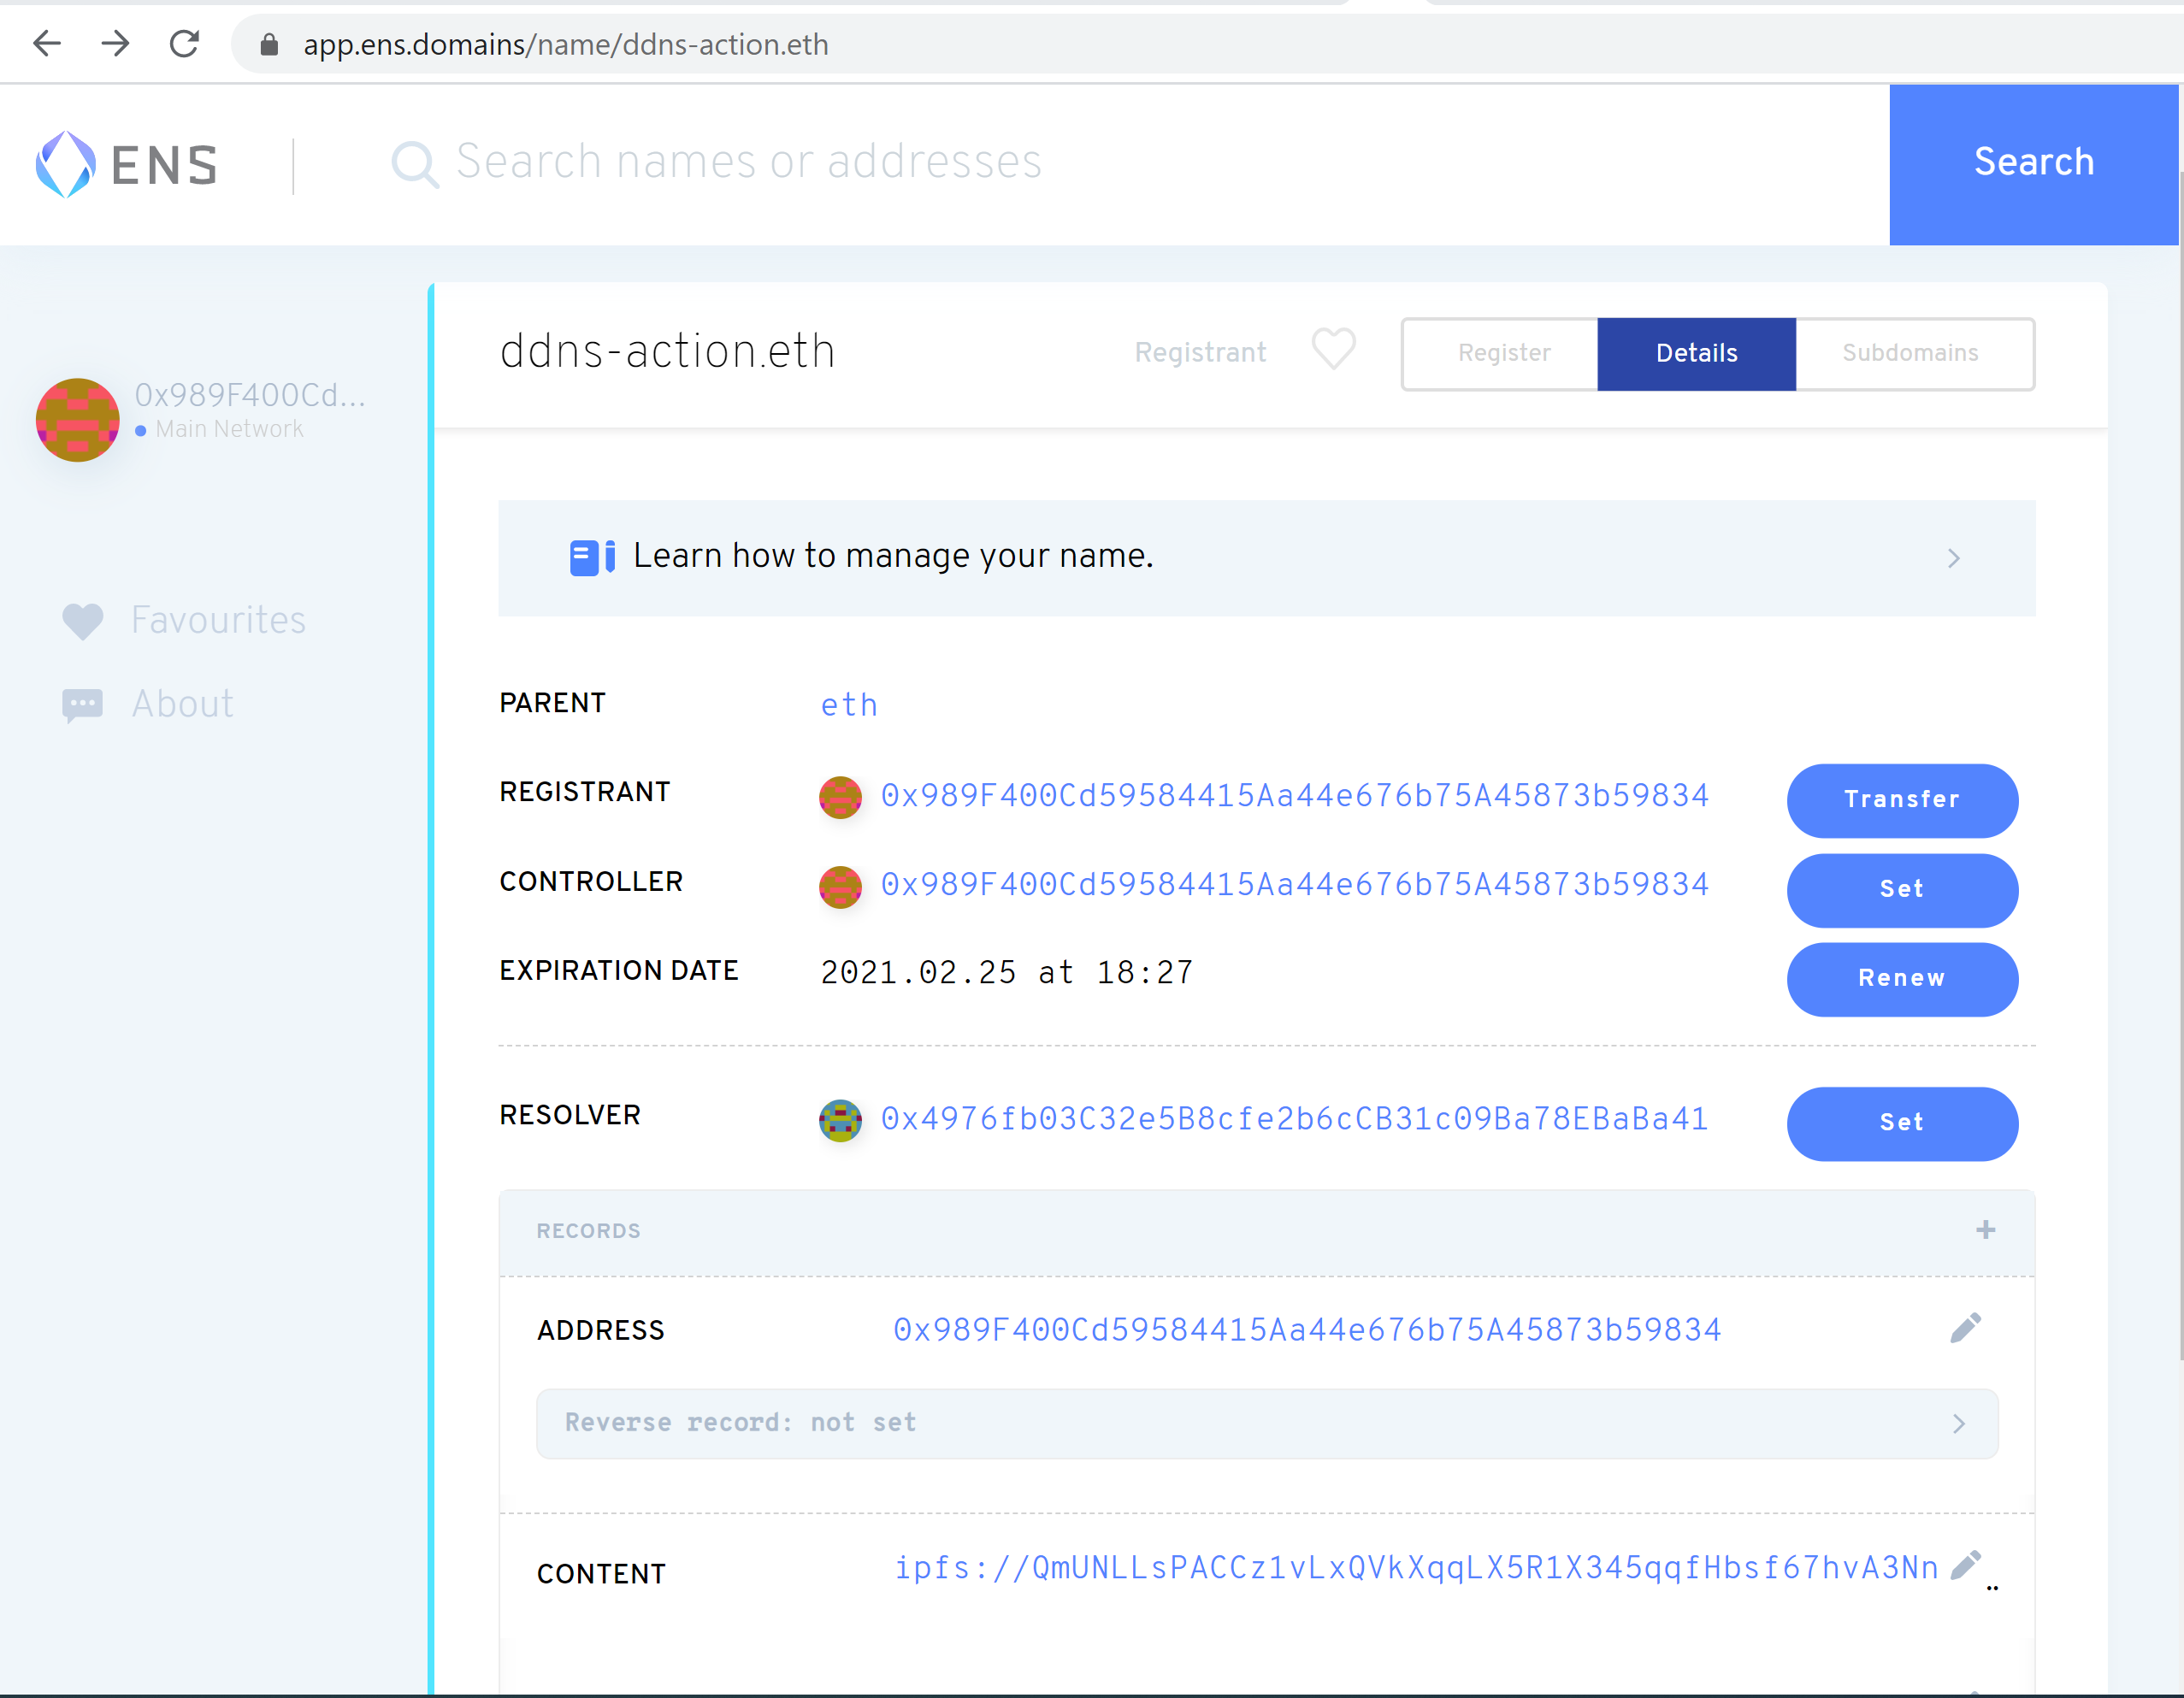 app.ens.domains/name/ddns-action.eth
ENS
Search names or addresses
Search
0x989F400Cd...
Main Network
Favourites
About
ddns-action.eth
Registrant
Register
Details
Subdomains
Learn how to manage your name.
PARENT
eth
REGISTRANT
0x989F400Cd59584415Aa44e676b75A45873b59834
Transfer
CONTROLLER
0x989F400Cd59584415Aa44e676b75A45873b59834
Set
EXPIRATION DATE
2021.02.25 at 18:27
Renew
RESOLVER
0x4976fb03C32e5B8cfe2b6cCB31c09Ba78EBaBa41
Set
RECORDS
+
ADDRESS
0x989F400Cd59584415Aa44e676b75A45873b59834
Reverse record: not set
CONTENT
ipfs://QmUNLLsPACCz1vLxQVkXqqLX5R1X345qqfHbsf67hvA3Nn
..